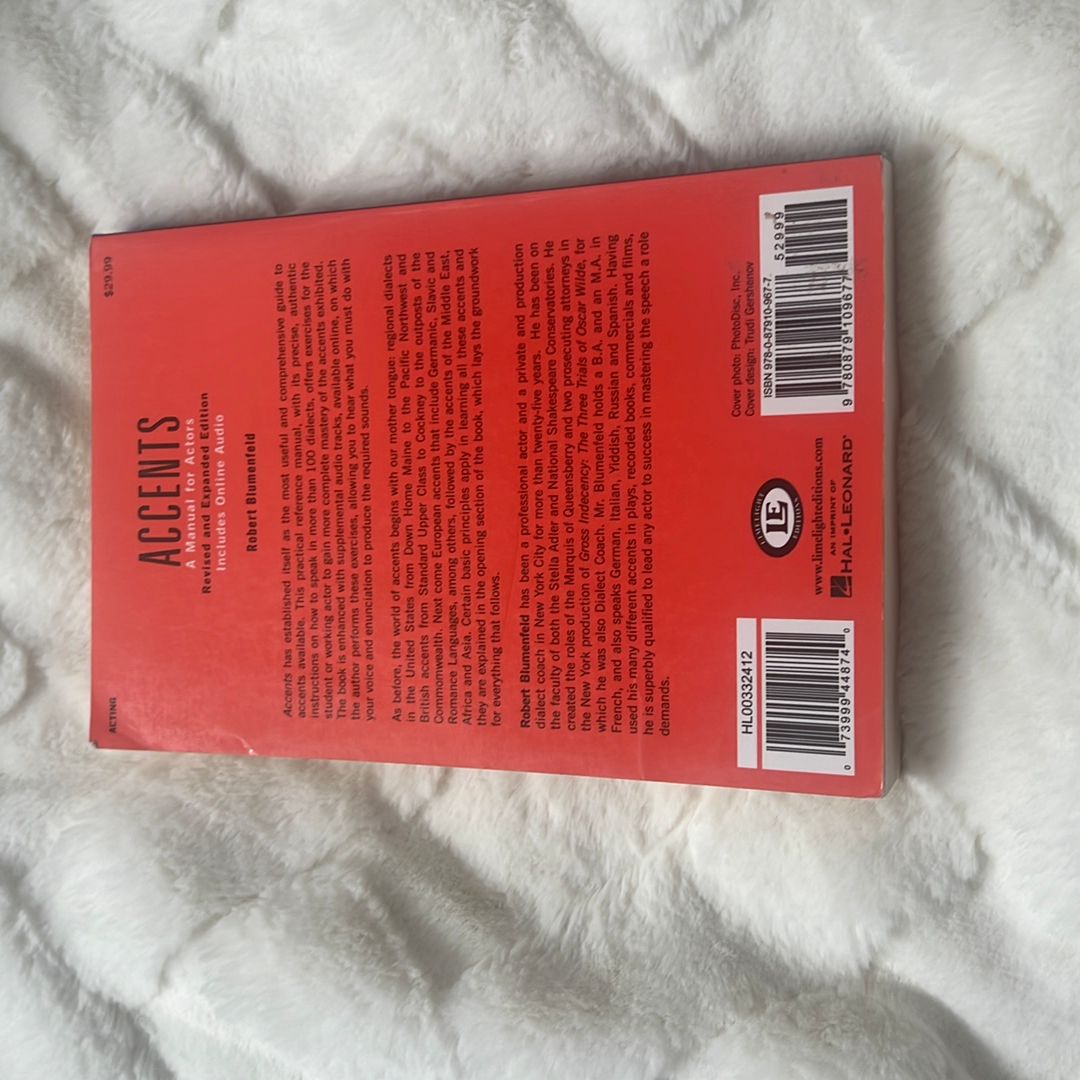 ACTING
$29.99
ACCENTS
A Manual for Actors
Revised and Expanded Edition
Includes Online Audio
Robert Blumenfeld
Accents has established itself as the most useful and comprehensive guide to
accents available. This practical reference manual, with its precise, authentic
instructions on how to speak in more than 100 dialects, offers exercises for the
student or working actor to gain more complete mastery of the accents exhibited.
The book is enhanced with supplemental audio tracks, available online, on which
the author performs these exercises, allowing you to hear what you must do with
your voice and enunciation to produce the required sounds.
As before, the world of accents begins with our mother tongue: regional dialects
in the United States from Down Home Maine to the Pacific Northwest and
British accents from Standard Upper Class to Cockney to the outposts of the
Commonwealth. Next come European accents that include Germanic, Slavic and
Romance Languages, among others, followed by the accents of the Middle East,
Africa and Asia. Certain basic principles apply in learning all these accents and
they are explained in the opening section of the book, which lays the groundwork
for everything that follows.
Robert Blumenfeld has been a professional actor and a private and production
dialect coach in New York City for more than twenty-five years. He has been on
the faculty of both the Stella Adler and National Shakespeare Conservatories. He
created the roles of the Marquis of Queensberry and two prosecuting attorneys in
the New York production of Gross Indecency: The Three Trials of Oscar Wilde, for
which he was also Dialect Coach. Mr. Blumenfeld holds a B.A. and an M.A. in
French, and also speaks German, Italian, Yiddish, Russian and Spanish. Having
used his many different accents in plays, recorded books, commercials and films,
he is superbly qualified to lead any actor to success in mastering the speech a role
demands.
HL00332412
0 73999 44874 0
LIMELIGHT
LE
EDITIONS
www.limelighteditions.com
AN IMPRINT OF
HAL•LEONARD®
Cover photo: PhotoDisc, Inc.
Cover design: Trudi Gershenov
ISBN 978-0-87910-967-7
52999
9 780879 109677